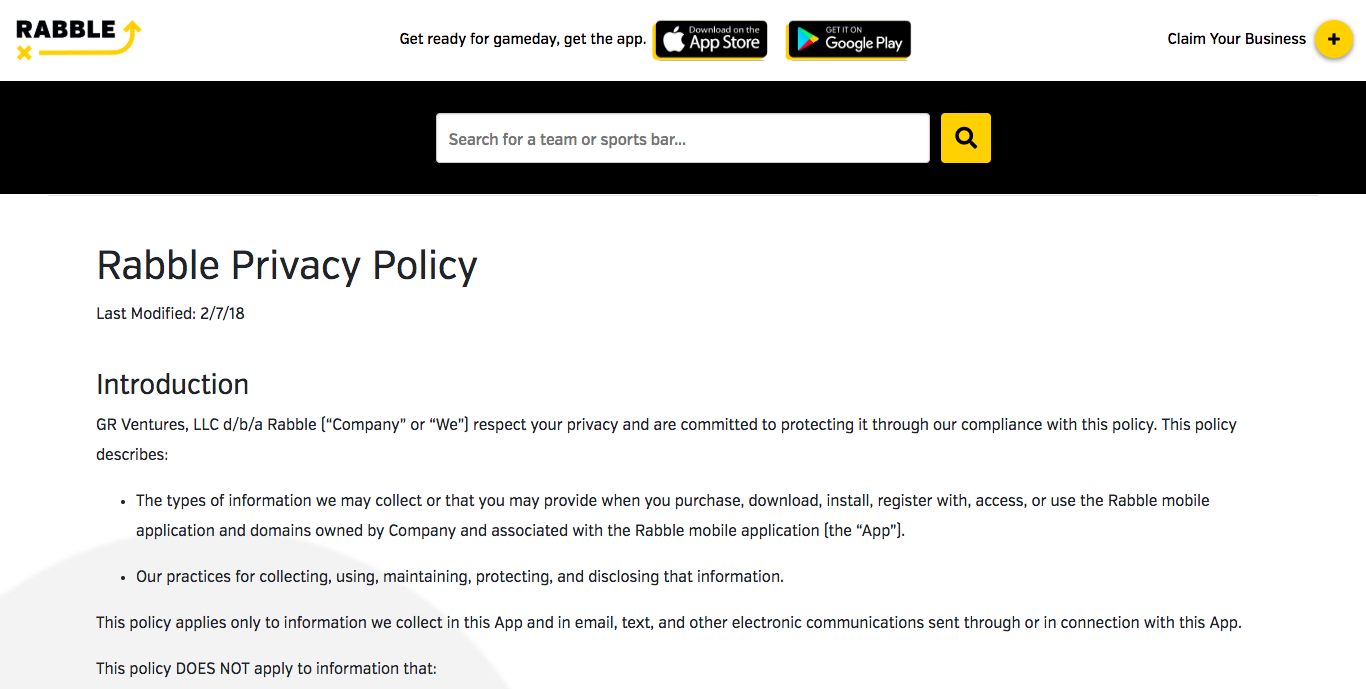 RABBLE
Get ready for gameday, get the app.
Download on the
App Store
GET IT ON
Google Play
Claim Your Business
Search for a team or sports bar...
Rabble Privacy Policy
Last Modified: 2/7/18
Introduction
GR Ventures, LLC d/b/a Rabble (“Company” or “We”) respect your privacy and are committed to protecting it through our compliance with this policy. This policy
describes:
• The types of information we may collect or that you may provide when you purchase, download, install, register with, access, or use the Rabble mobile
application and domains owned by Company and associated with the Rabble mobile application (the “App”).
• Our practices for collecting, using, maintaining, protecting, and disclosing that information.
This policy applies only to information we collect in this App and in email, text, and other electronic communications sent through or in connection with this App.
This policy DOES NOT apply to information that: